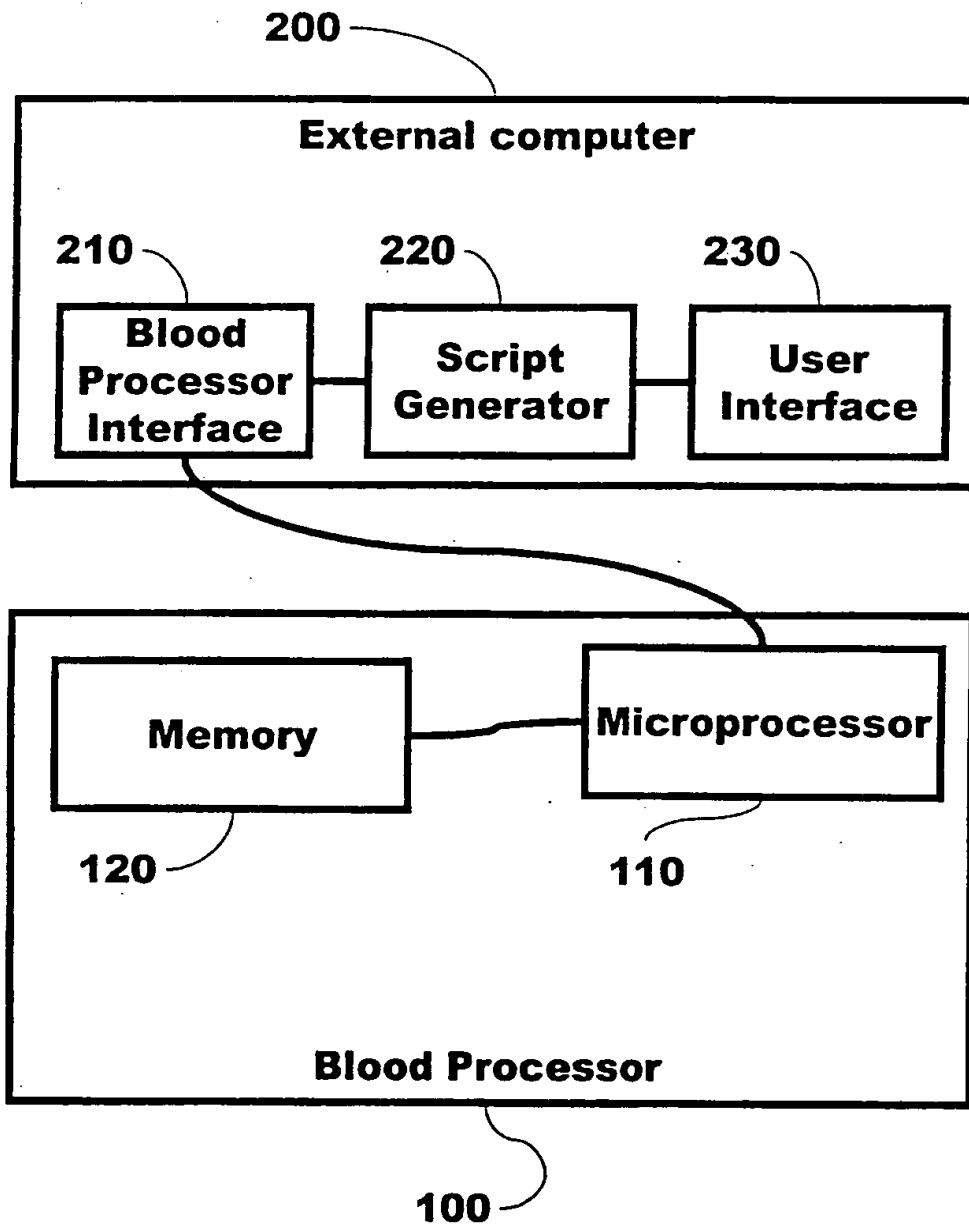 200
External computer
210
220
230
Blood
Processor
Interface
Script
Generator
User
Interface
Memory
Microprocessor
120
110
Blood Processor
100